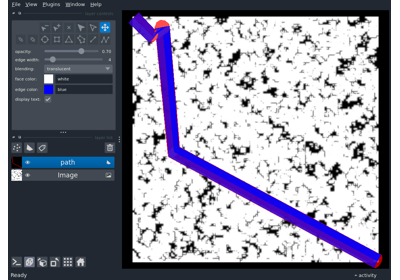 File View Plugins Window Help
opacity: 0.70
edge width: 4
blending: translucent
face color: white
edge color: blue
display text: ✓
path
Image
Ready
activity